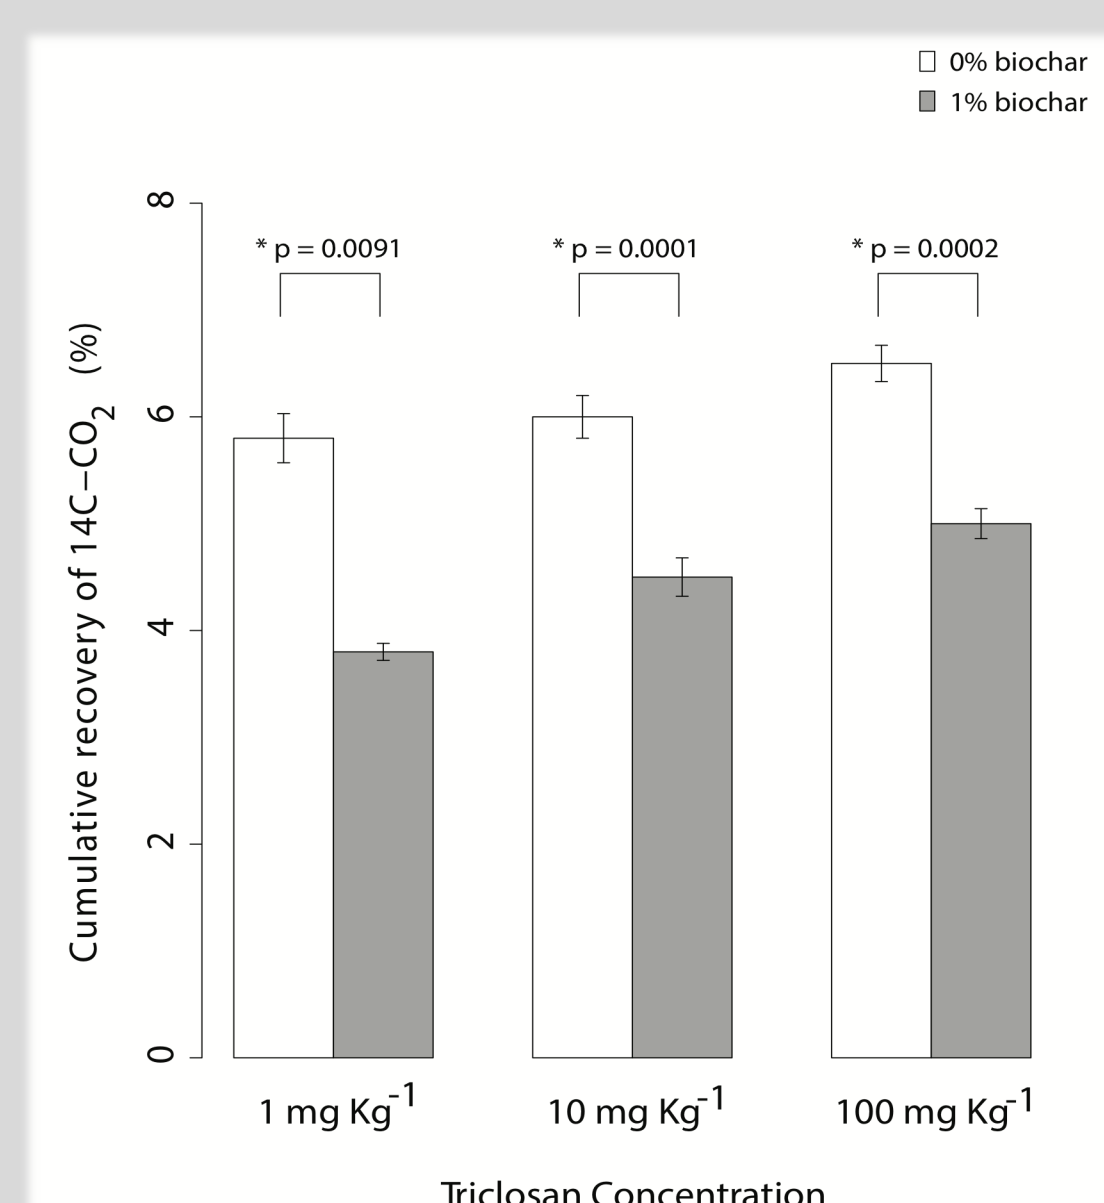 0% biochar
1% biochar
8
* p = 0.0091
* p = 0.0001
* p = 0.0002
Cumulative recovery of 14C–CO2 (%)
6
4
2
0
1 mg Kg-1
10 mg Kg-1
100 mg Kg-1
Triclosan Concentration